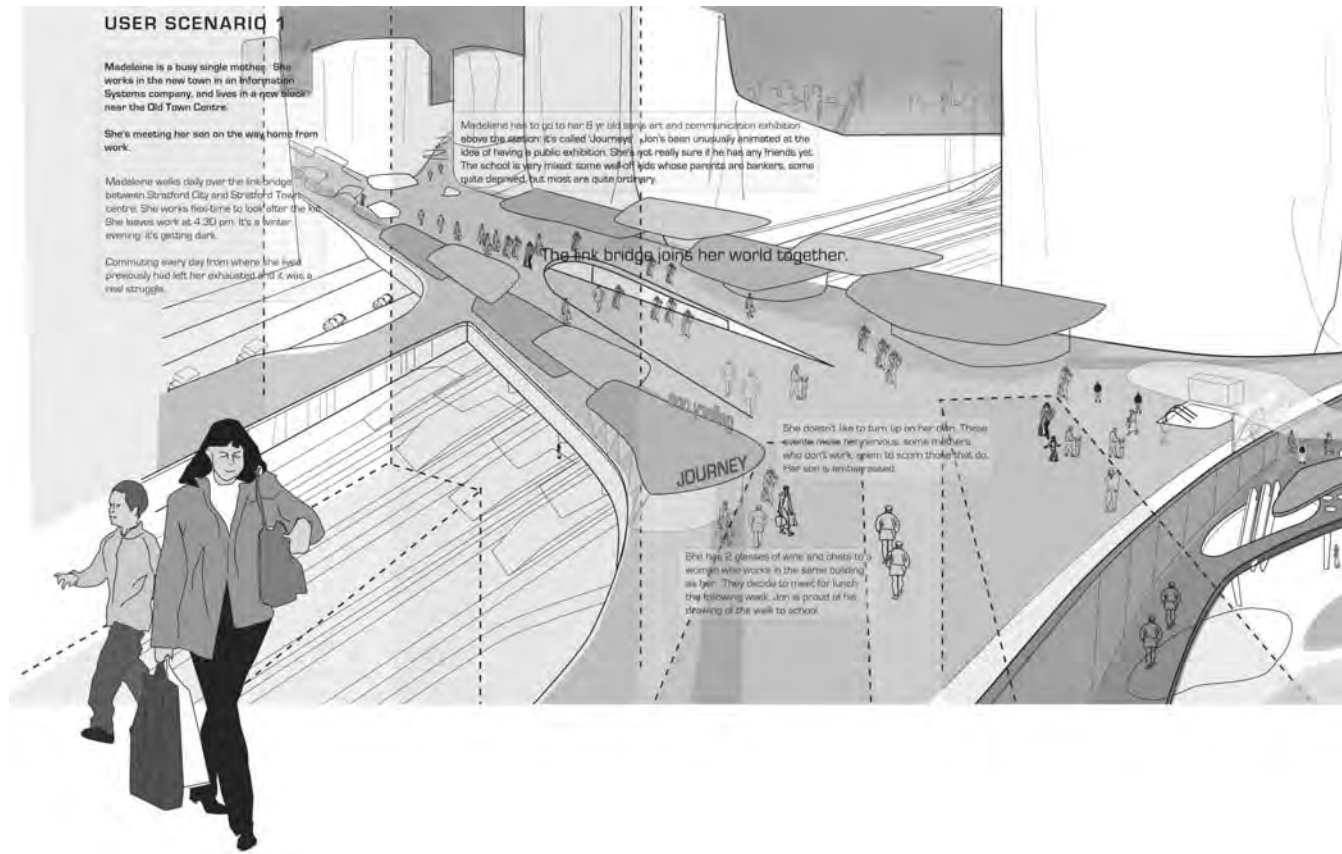 USER SCENARIO 1
Madeleine is a busy single mother. She
works in the new town in an Information
Systems company, and lives in a new block
near the Old Town Centre.
She's meeting her son on the way home from
work.
Madeleine walks daily over the link bridge
between Stratford City and Stratford Town
centre. She works flexi-time to look after the kid.
She leaves work at 4.30 pm. It's a winter
evening: it's getting dark.
Commuting every day from where she lived
previously had left her exhausted and it was a
real struggle.
Madeleine has to go to her 8 yr old son's art and communication exhibition
above the station: it's called 'Journeys'. Jon's been unusually animated at the
idea of having a public exhibition. She's not really sure if he has any friends yet.
The school is very mixed: some well-off kids whose parents are bankers, some
quite deprived, but most are quite ordinary.
The link bridge joins her world together.
JOURNEY
She doesn't like to turn up on her own. These
events make her nervous, some mothers,
who don't work, seem to scorn those that do.
Her son is embarrassed.
She has 2 glasses of wine and chats to a
woman who works in the same building
as her. They decide to meet for lunch
the following week. Jon is proud of his
drawing of the walk to school.